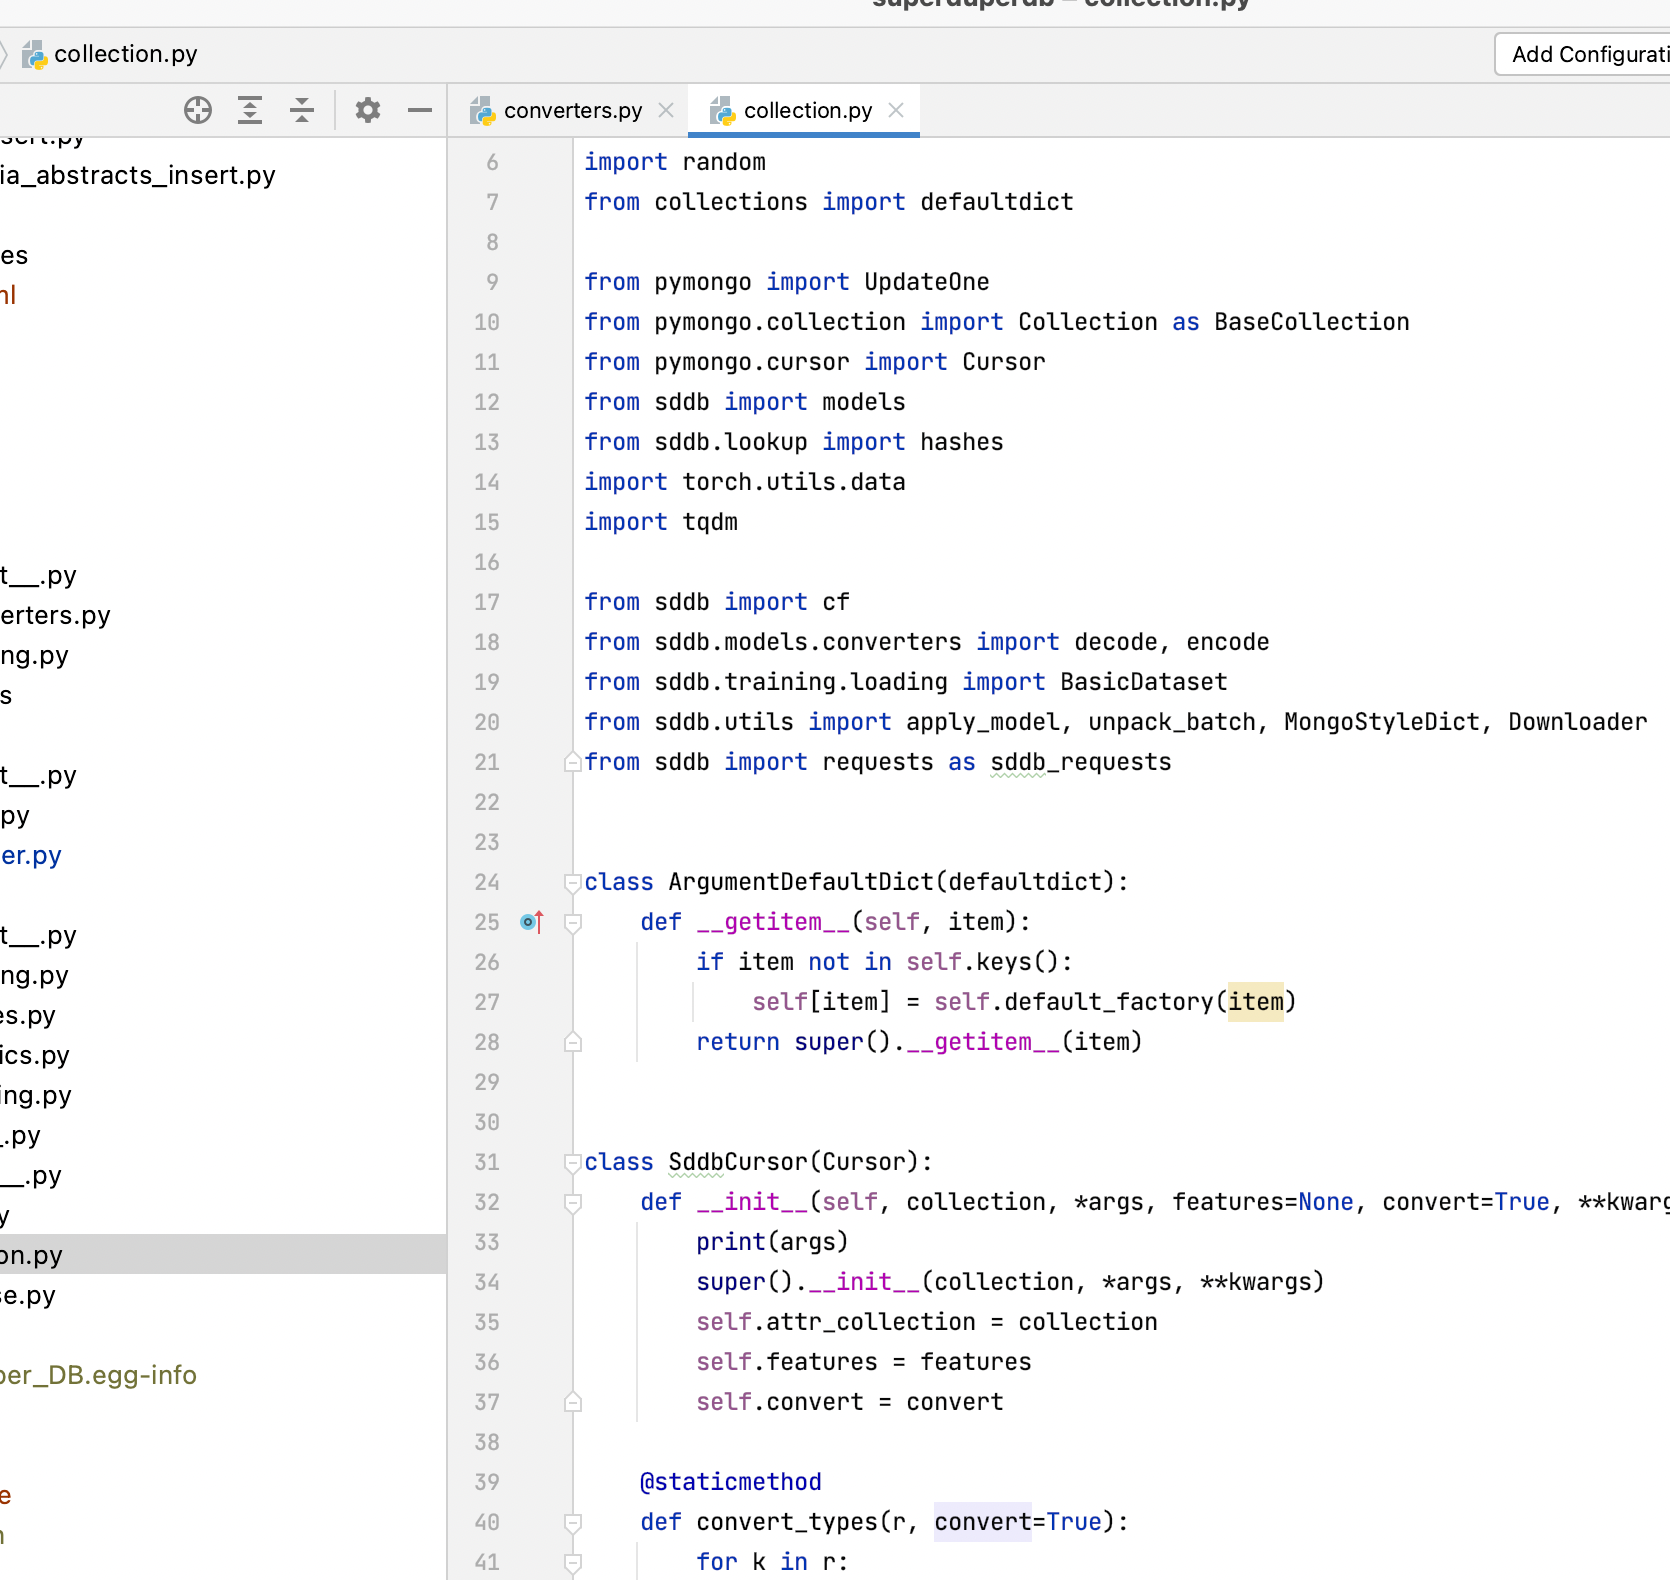 superduperdb – collection.py
collection.py
Add Configurati
converters.py
collection.py
sert.py
ia_abstracts_insert.py
es
ml
t__.py
erters.py
ng.py
s
t__.py
py
er.py
t__.py
ng.py
es.py
ics.py
ing.py
_.py
__.py
y
on.py
se.py
per_DB.egg-info
e
n
6 import random
7 from collections import defaultdict
8
9 from pymongo import UpdateOne
10 from pymongo.collection import Collection as BaseCollection
11 from pymongo.cursor import Cursor
12 from sddb import models
13 from sddb.lookup import hashes
14 import torch.utils.data
15 import tqdm
16
17 from sddb import cf
18 from sddb.models.converters import decode, encode
19 from sddb.training.loading import BasicDataset
20 from sddb.utils import apply_model, unpack_batch, MongoStyleDict, Downloader
21 from sddb import requests as sddb_requests
22
23
24 class ArgumentDefaultDict(defaultdict):
25 def __getitem__(self, item):
26 if item not in self.keys():
27 self[item] = self.default_factory(item)
28 return super().__getitem__(item)
29
30
31 class SddbCursor(Cursor):
32 def __init__(self, collection, *args, features=None, convert=True, **kwarg
33 print(args)
34 super().__init__(collection, *args, **kwargs)
35 self.attr_collection = collection
36 self.features = features
37 self.convert = convert
38
39 @staticmethod
40 def convert_types(r, convert=True):
41 for k in r: